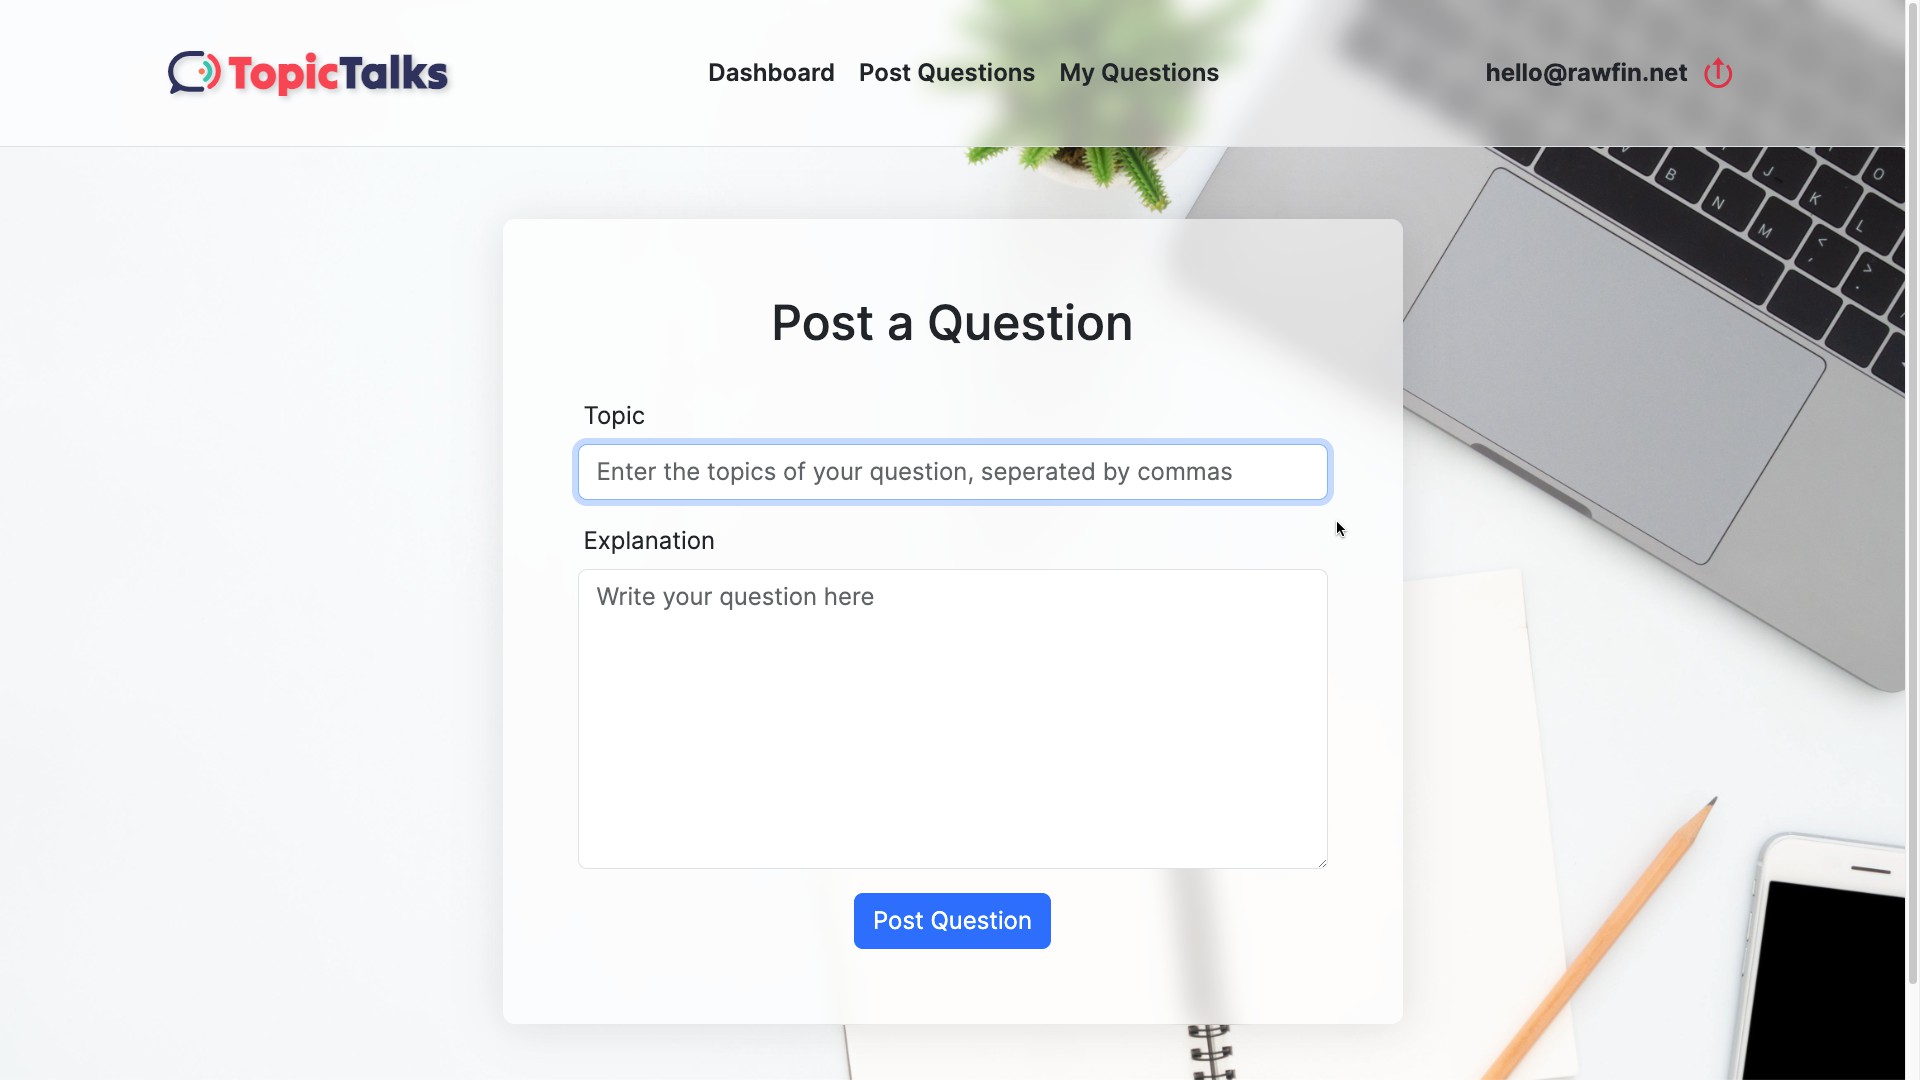 TopicTalks
Dashboard Post Questions My Questions
hello@rawfin.net
Post a Question
Topic
Enter the topics of your question, seperated by commas
Explanation
Write your question here
Post Question
V
B
N
M
J
K
L
O
<
,
>
.